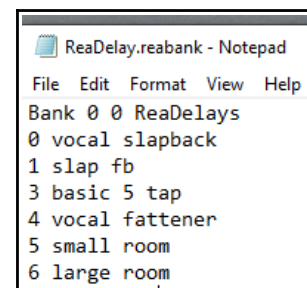 ReaDelay.reabank - Notepad
File Edit Format View Help
Bank 0 0 ReaDelays
0 vocal slapback
1 slap fb
3 basic 5 tap
4 vocal fattener
5 small room
6 large room